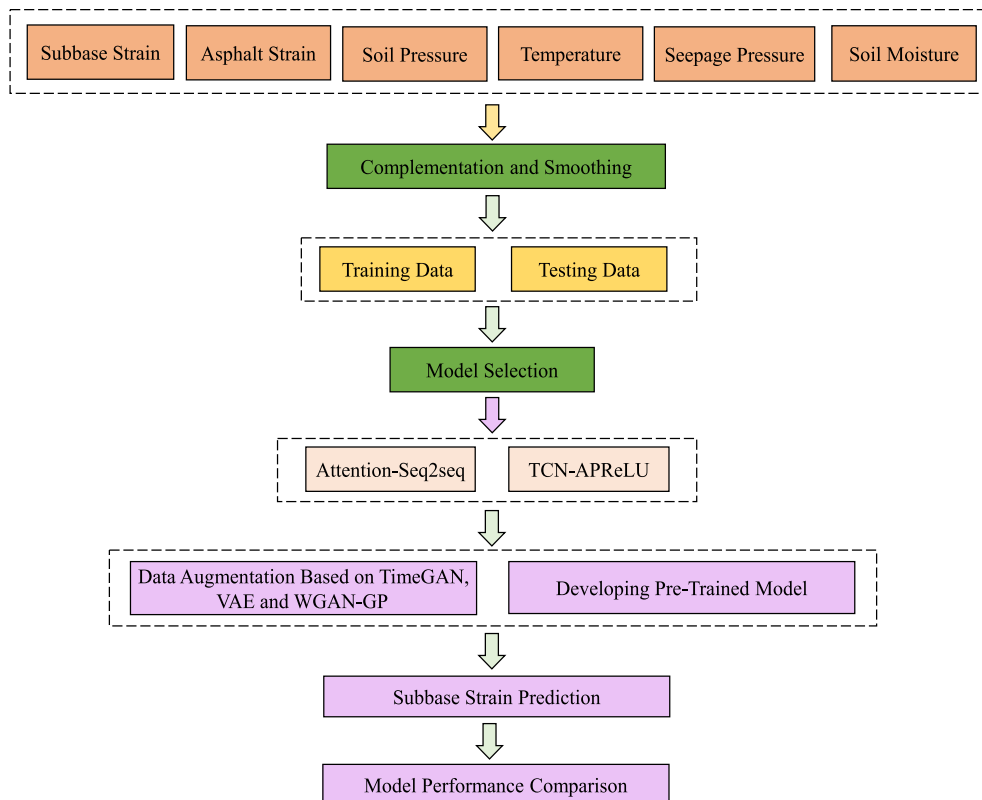 Subbase Strain
Asphalt Strain
Soil Pressure
Temperature
Seepage Pressure
Soil Moisture
Complementation and Smoothing
Training Data
Testing Data
Model Selection
Attention-Seq2seq
TCN-APReLU
Data Augmentation Based on TimeGAN,
VAE and WGAN-GP
Developing Pre-Trained Model
Subbase Strain Prediction
Model Performance Comparison